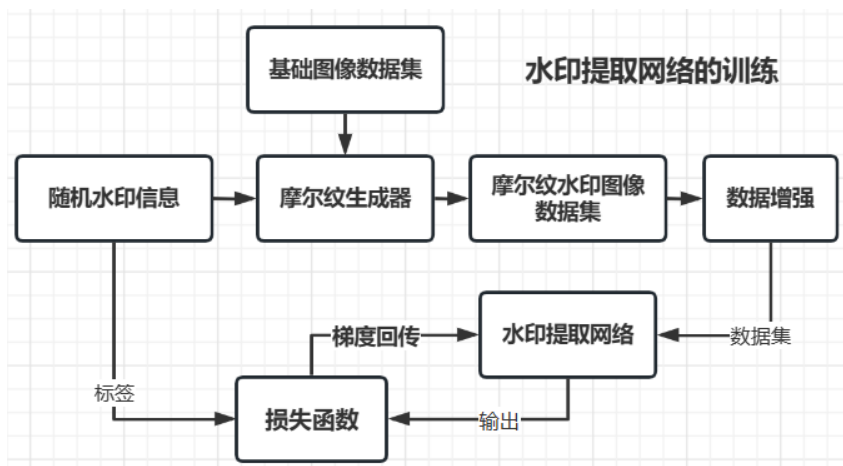 基础图像数据集
水印提取网络的训练
随机水印信息
摩尔纹生成器
摩尔纹水印图像
数据集
数据增强
梯度回传
水印提取网络
数据集
标签
损失函数
输出